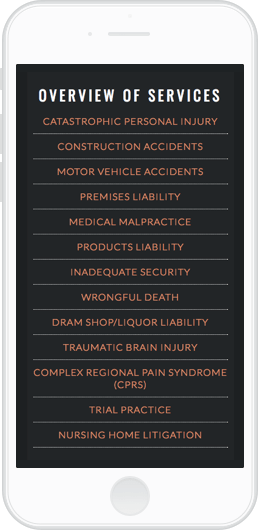 OVERVIEW OF SERVICES
CATASTROPHIC PERSONAL INJURY
CONSTRUCTION ACCIDENTS
MOTOR VEHICLE ACCIDENTS
PREMISES LIABILITY
MEDICAL MALPRACTICE
PRODUCTS LIABILITY
INADEQUATE SECURITY
WRONGFUL DEATH
DRAM SHOP/LIQUOR LIABILITY
TRAUMATIC BRAIN INJURY
COMPLEX REGIONAL PAIN SYNDROME
(CPRS)
TRIAL PRACTICE
NURSING HOME LITIGATION